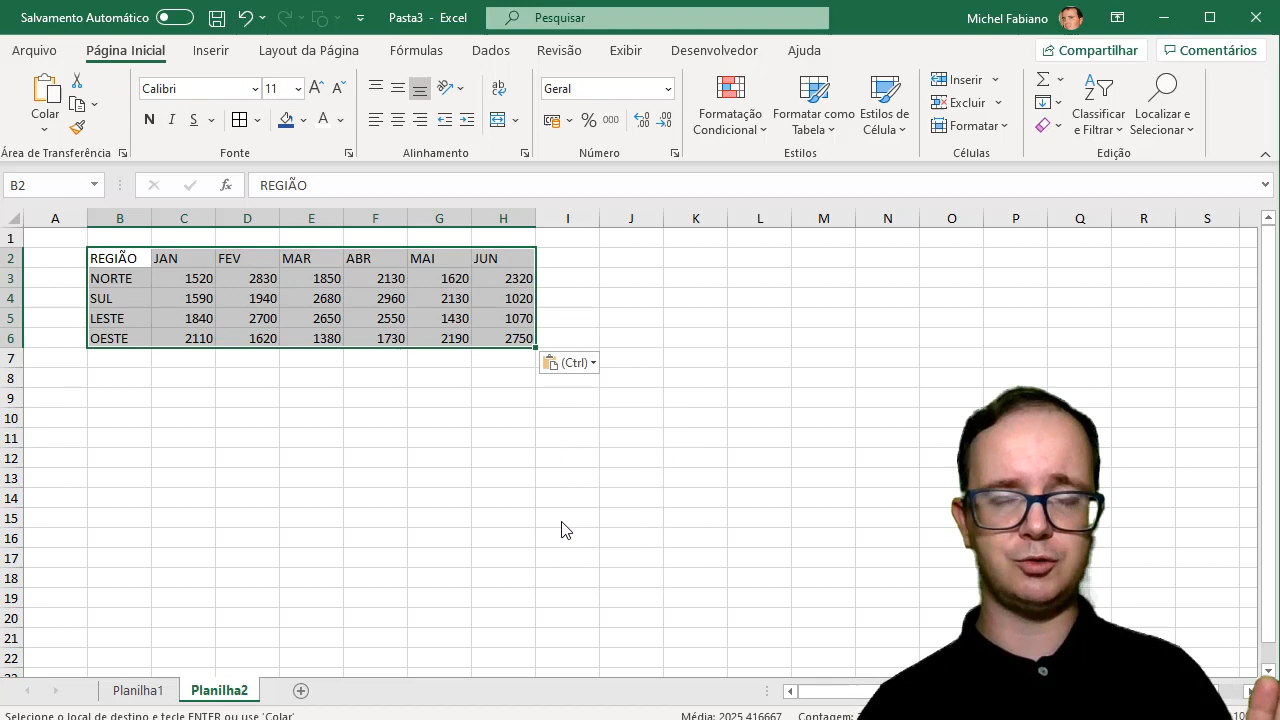 Salvamento Automático
Pasta3 - Excel
Pesquisar
Michel Fabiano
Arquivo
Página Inicial
Inserir
Layout da Página
Fórmulas
Dados
Revisão
Exibir
Desenvolvedor
Ajuda
Compartilhar
Comentários
Colar
Área de Transferência
Calibri
11
N I S
Fonte
Alinhamento
Geral
% 000
Número
Formatação
Condicional
Formatar como
Tabela
Estilos de
Célula
Estilos
Inserir
Excluir
Formatar
Células
Classificar
e Filtrar
Localizar e
Selecionar
Edição
B2
fx
REGIÃO
A B C D E F G H I J K L M N O P Q R S
1
2 REGIÃO JAN FEV MAR ABR MAI JUN
3 NORTE 1520 2830 1850 2130 1620 2320
4 SUL 1590 1940 2680 2960 2130 1020
5 LESTE 1840 2700 2650 2550 1430 1070
6 OESTE 2110 1620 1380 1730 2190 2750
7
(Ctrl)
8
9
10
11
12
13
14
15
16
17
18
19
20
21
22
Planilha1
Planilha2
Selecione o local de destino e tecle ENTER ou use 'Colar'
Média: 2025,416667
Contagem: